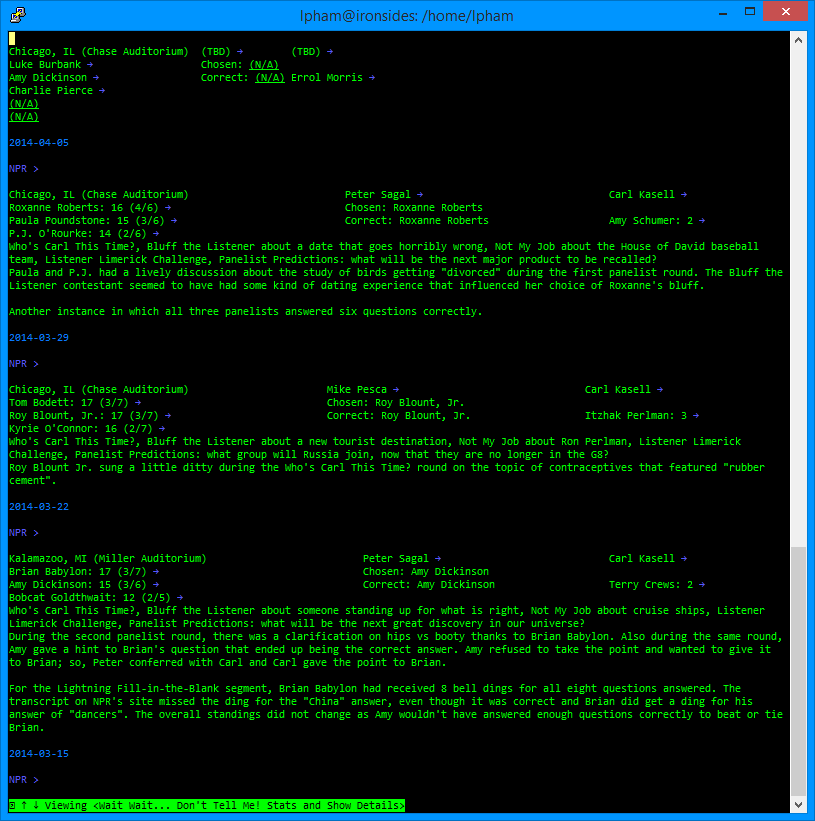 lpham@ironsides: /home/lpham
Chicago, IL (Chase Auditorium) (TBD) → (TBD) →
Luke Burbank → Chosen: (N/A)
Amy Dickinson → Correct: (N/A) Errol Morris →
Charlie Pierce →
(N/A)
(N/A)
2014-04-05
NPR >
Chicago, IL (Chase Auditorium) Peter Sagal → Carl Kasell →
Roxanne Roberts: 16 (4/6) → Chosen: Roxanne Roberts
Paula Poundstone: 15 (3/6) → Correct: Roxanne Roberts Amy Schumer: 2 →
P.J. O'Rourke: 14 (2/6) →
Who's Carl This Time?, Bluff the Listener about a date that goes horribly wrong, Not My Job about the House of David baseball
team, Listener Limerick Challenge, Panelist Predictions: what will be the next major product to be recalled?
Paula and P.J. had a lively discussion about the study of birds getting "divorced" during the first panelist round. The Bluff the
Listener contestant seemed to have had some kind of dating experience that influenced her choice of Roxanne's bluff.
Another instance in which all three panelists answered six questions correctly.
2014-03-29
NPR >
Chicago, IL (Chase Auditorium) Mike Pesca → Carl Kasell →
Tom Bodett: 17 (3/7) → Chosen: Roy Blount, Jr.
Roy Blount, Jr.: 17 (3/7) → Correct: Roy Blount, Jr. Itzhak Perlman: 3 →
Kyrie O'Connor: 16 (2/7) →
Who's Carl This Time?, Bluff the Listener about a new tourist destination, Not My Job about Ron Perlman, Listener Limerick
Challenge, Panelist Predictions: what group will Russia join, now that they are no longer in the G8?
Roy Blount Jr. sung a little ditty during the Who's Carl This Time? round on the topic of contraceptives that featured "rubber
cement".
2014-03-22
NPR >
Kalamazoo, MI (Miller Auditorium) Peter Sagal → Carl Kasell →
Brian Babylon: 17 (3/7) → Chosen: Amy Dickinson
Amy Dickinson: 15 (3/6) → Correct: Amy Dickinson Terry Crews: 2 →
Bobcat Goldthwait: 12 (2/5) →
Who's Carl This Time?, Bluff the Listener about someone standing up for what is right, Not My Job about cruise ships, Listener
Limerick Challenge, Panelist Predictions: what will be the next great discovery in our universe?
During the second panelist round, there was a clarification on hips vs booty thanks to Brian Babylon. Also during the same round,
Amy gave a hint to Brian's question that ended up being the correct answer. Amy refused to take the point and wanted to give it
to Brian; so, Peter conferred with Carl and Carl gave the point to Brian.
For the Lightning Fill-in-the-Blank segment, Brian Babylon had received 8 bell dings for all eight questions answered. The
transcript on NPR's site missed the ding for the "China" answer, even though it was correct and Brian did get a ding for his
answer of "dancers". The overall standings did not change as Amy wouldn't have answered enough questions correctly to beat or tie
Brian.
2014-03-15
NPR >
↑ ↓ Viewing <Wait Wait... Don't Tell Me! Stats and Show Details>